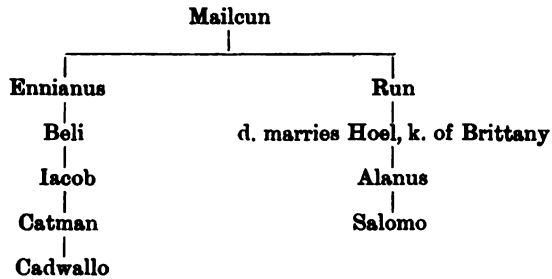 Mailcun
Ennianus Run
Beli d. marries Hoel, k. of Brittany
Iacob Alanus
Catman Salomo
Cadwallo